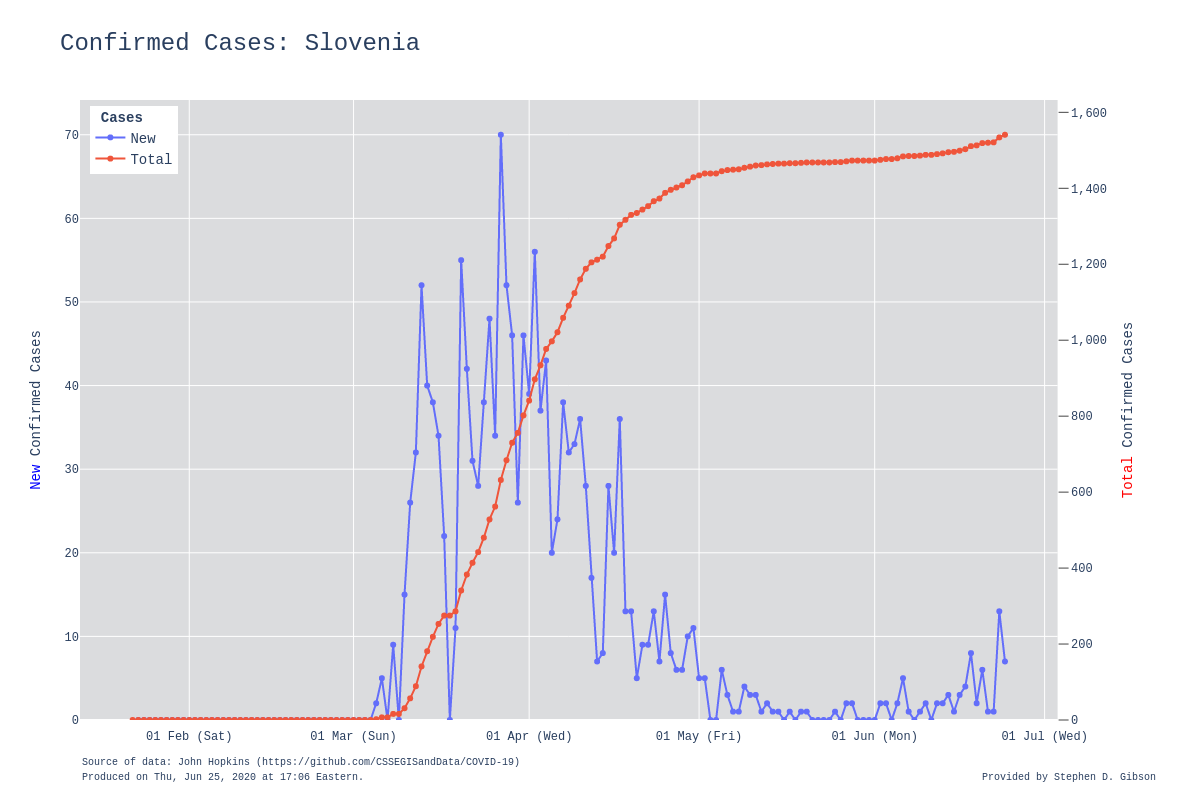 Confirmed Cases: Slovenia
Cases
New
Total
70
60
50
40
30
20
10
0
1,600
1,400
1,200
1,000
800
600
400
200
0
New Confirmed Cases
Total Confirmed Cases
01 Feb (Sat)
01 Mar (Sun)
01 Apr (Wed)
01 May (Fri)
01 Jun (Mon)
01 Jul (Wed)
Source of data: John Hopkins (https://github.com/CSSEGISandData/COVID-19)
Produced on Thu, Jun 25, 2020 at 17:06 Eastern.
Provided by Stephen D. Gibson